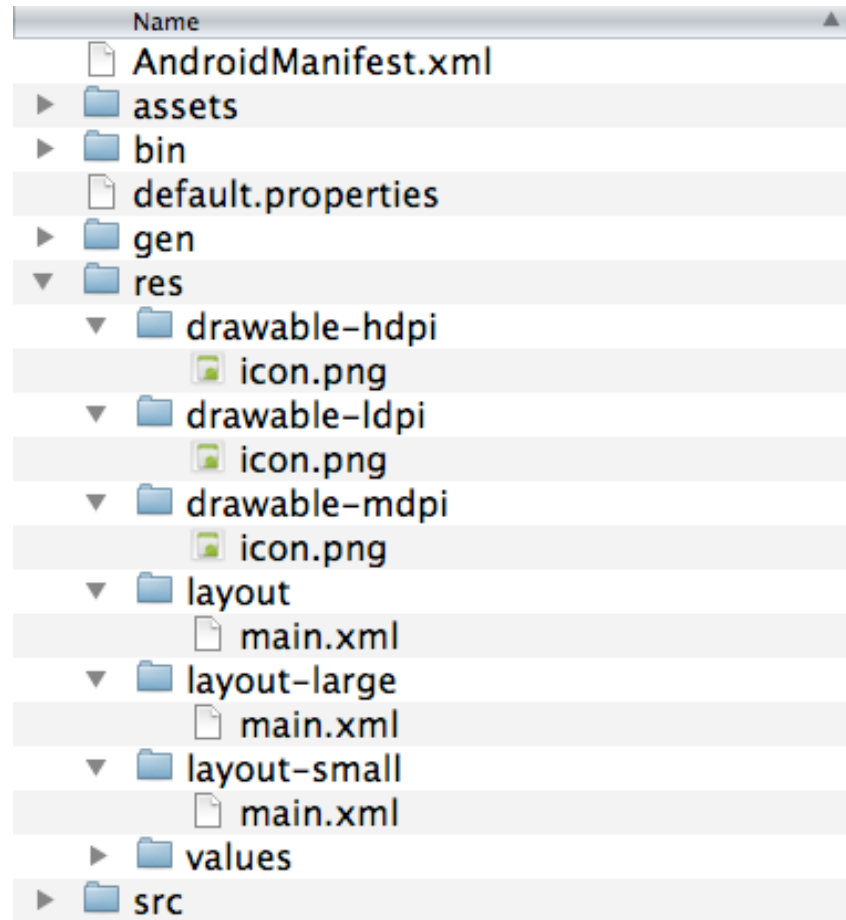 Name
AndroidManifest.xml
assets
bin
default.properties
gen
res
drawable-hdpi
icon.png
drawable-ldpi
icon.png
drawable-mdpi
icon.png
layout
main.xml
layout-large
main.xml
layout-small
main.xml
values
src